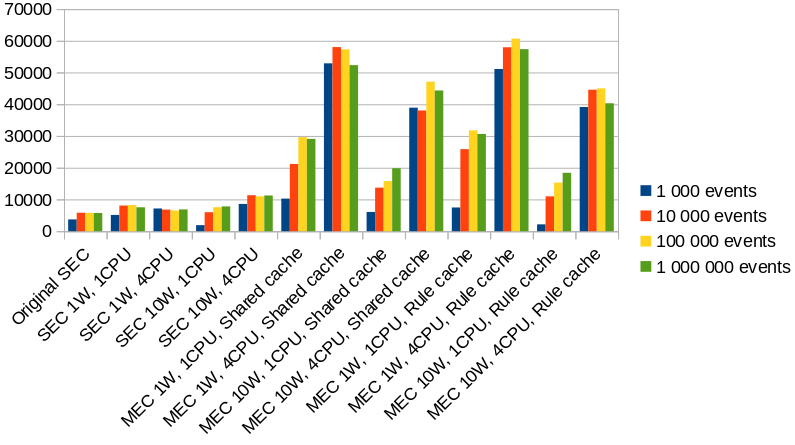 70000
60000
50000
40000
30000
20000
10000
0
Original SEC
SEC 1W, 1CPU
SEC 1W, 4CPU
SEC 10W, 1CPU
SEC 10W, 4CPU
MEC 1W, 1CPU, Shared cache
MEC 1W, 4CPU, Shared cache
MEC 10W, 1CPU, Shared cache
MEC 10W, 4CPU, Shared cache
MEC 1W, 1CPU, Rule cache
MEC 1W, 4CPU, Rule cache
MEC 10W, 1CPU, Rule cache
MEC 10W, 4CPU, Rule cache
1 000 events
10 000 events
100 000 events
1 000 000 events